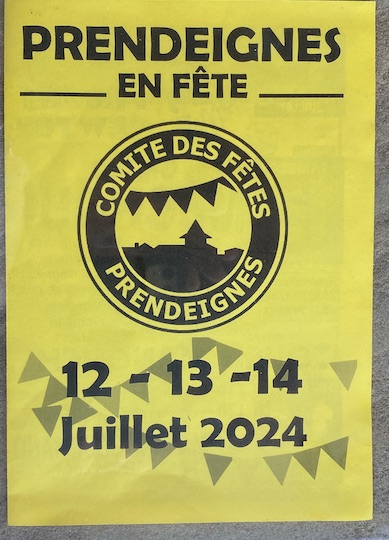 PRENDEIGNES
EN FÊTE
COMITE DES FÊTES
PRENDEIGNES
12 - 13 -14
Juillet 2024